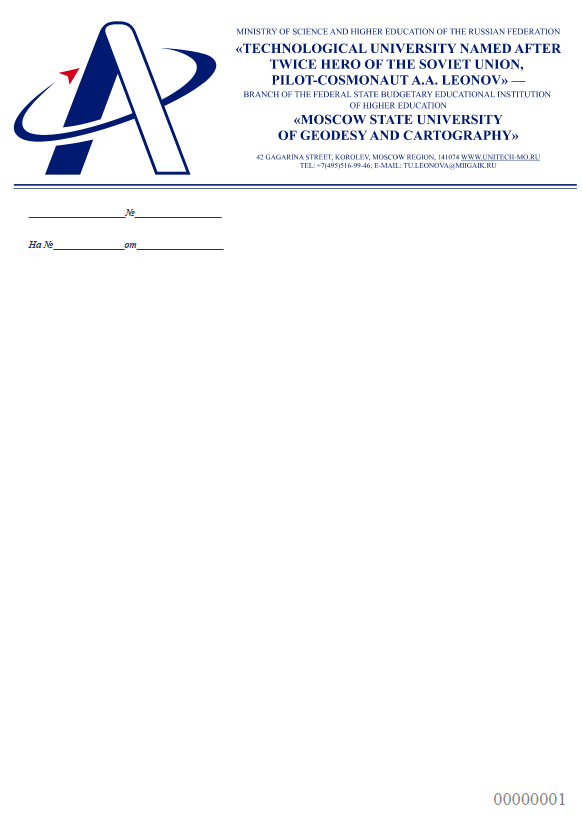 MINISTRY OF SCIENCE AND HIGHER EDUCATION OF THE RUSSIAN FEDERATION
«TECHNOLOGICAL UNIVERSITY NAMED AFTER
TWICE HERO OF THE SOVIET UNION,
PILOT-COSMONAUT A.A. LEONOV» —
BRANCH OF THE FEDERAL STATE BUDGETARY EDUCATIONAL INSTITUTION
OF HIGHER EDUCATION
«MOSCOW STATE UNIVERSITY
OF GEODESY AND CARTOGRAPHY»
42 GAGARINA STREET, KOROLEV, MOSCOW REGION, 141074 WWW.UNITECH-MO.RU
TEL: +7(495)516-99-46; E-MAIL: TU.LEONOVA@MIIGAIK.RU
___________________№_________________
На №______________от_________________
00000001